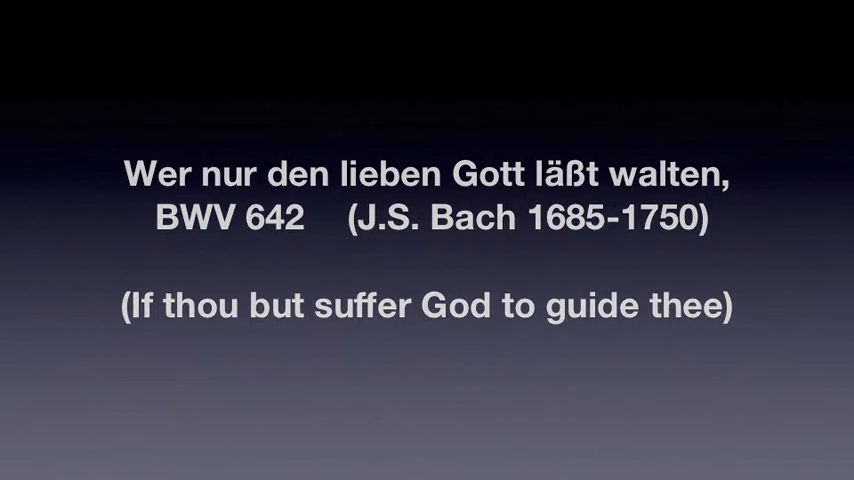 Wer nur den lieben Gott läßt walten,
BWV 642 (J.S. Bach 1685-1750)
(If thou but suffer God to guide thee)